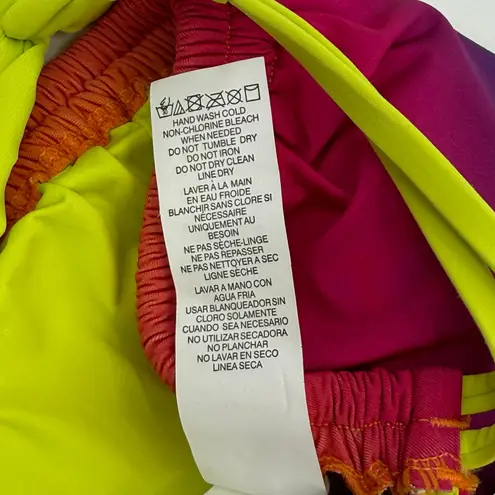 HAND WASH COLD
NON-CHLORINE BLEACH
WHEN NEEDED
DO NOT TUMBLE DRY
DO NOT IRON
DO NOT DRY CLEAN
LINE DRY
LAVER À LA MAIN
EN EAU FROIDE
BLANCHIR SANS CLORE SI
NÉCESSAIRE
UNIQUEMENT AU
BESOIN
NE PAS SÈCHE-LINGE
NE PAS REPASSER
NE PAS NETTOYER A SEC
LIGNE SÈCHE
LAVAR A MANO CON
AGUA FRIA
USAR BLANQUEADOR SIN
CLORO SOLAMENTE
CUANDO SEA NECESARIO
NO UTILIZAR SECADORA
NO PLANCHAR
NO LAVAR EN SECO
LINEA SECA